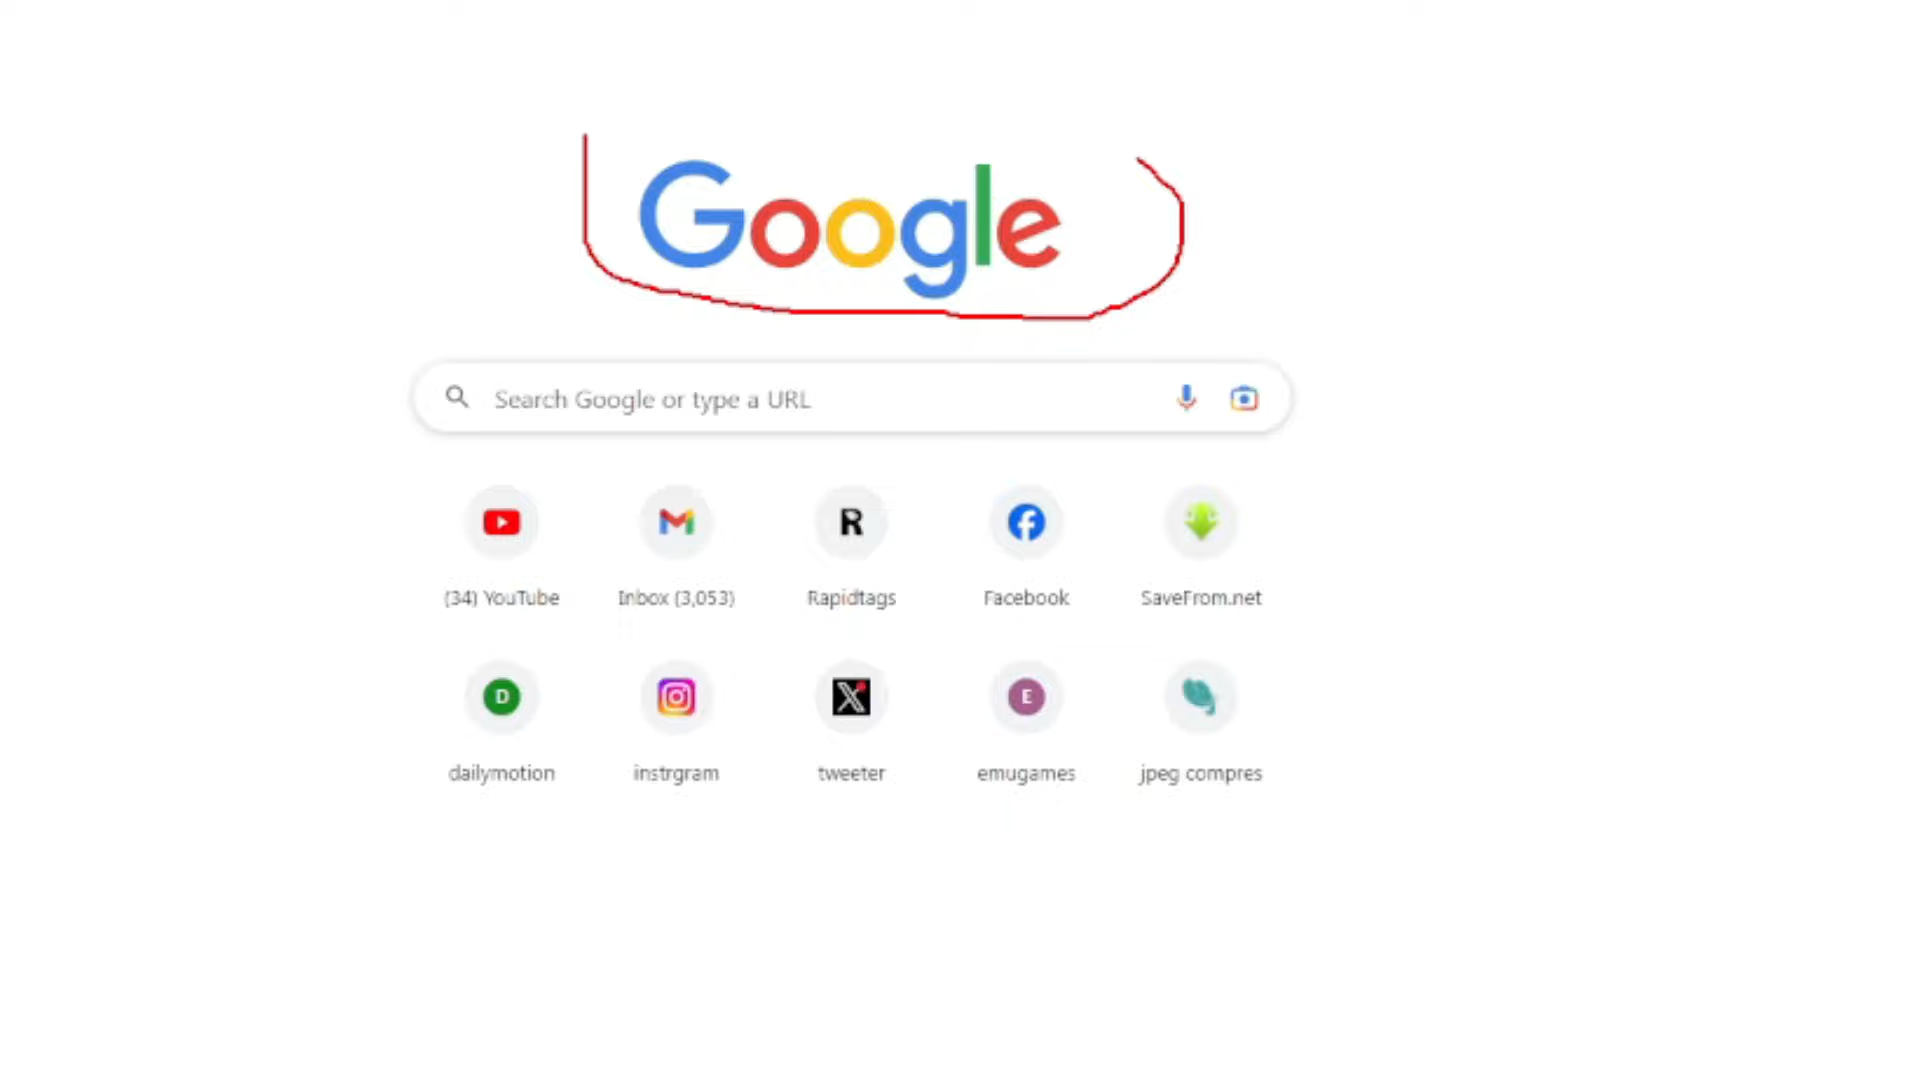 Google
Search Google or type a URL
R
(34) YouTube Inbox (3,053) Rapidtags Facebook SaveFrom.net
D E
dailymotion instrgram tweeter emugames jpeg compres